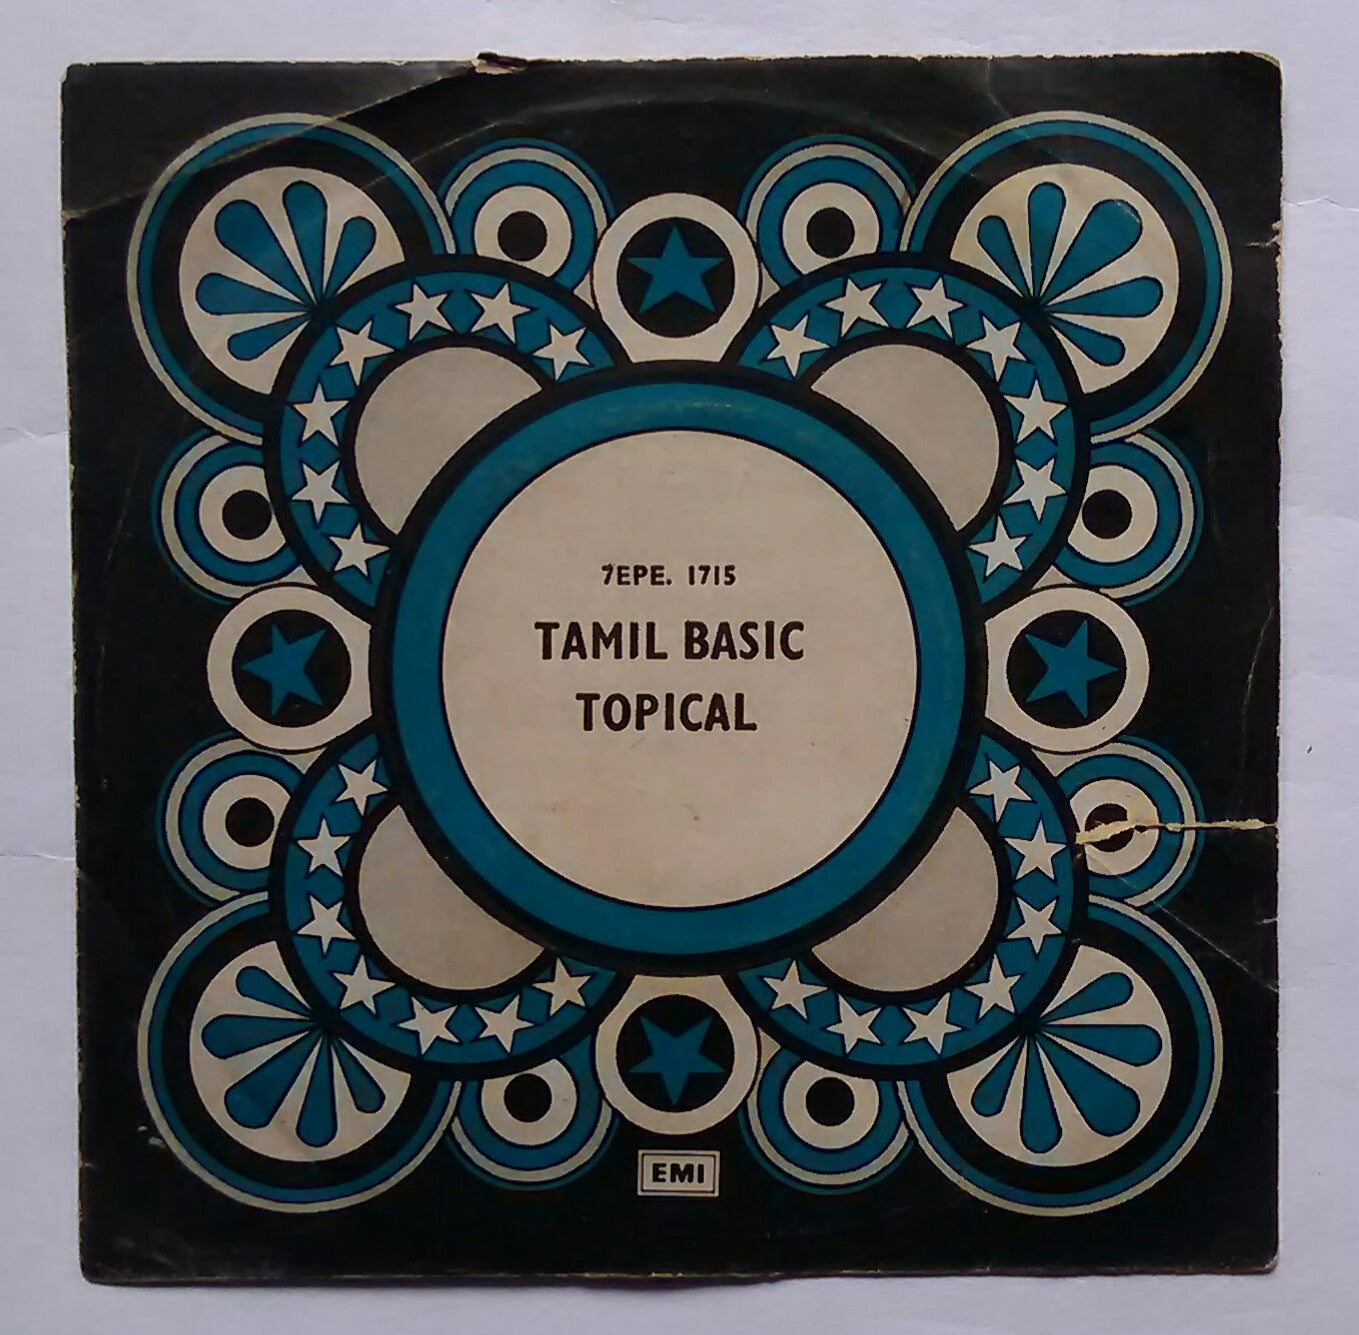 7EPE. 1715
TAMIL BASIC
TOPICAL
EMI